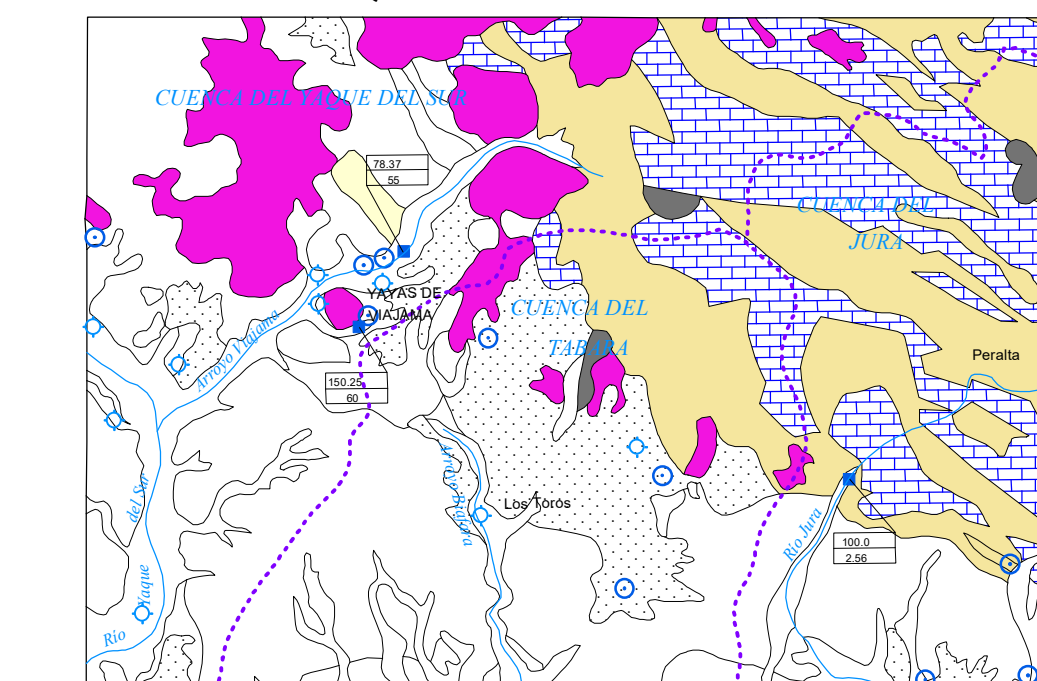 CUENCA DEL YAQUE DEL SUR
78.37
55
CUENCA DEL
JURA
YAYAS DE
VIAJAMA
CUENCA DEL
TABARA
Arroyo Viajama
Peralta
150.25
60
Arroyo Biafara
del Sur
Los Toros
Rio Jura
100.0
2.56
Yaque
Rio